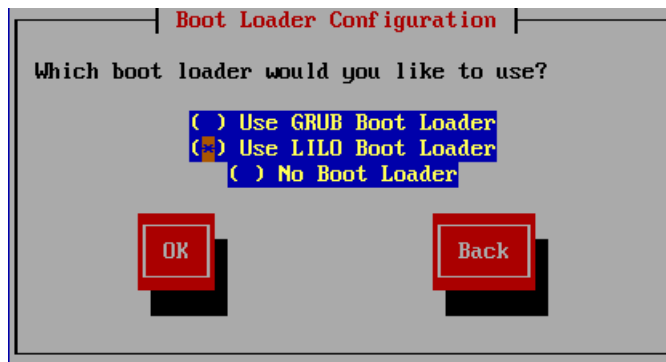 Boot Loader Configuration
Which boot loader would you like to use?
( ) Use GRUB Boot Loader
(*) Use LILO Boot Loader
( ) No Boot Loader
OK Back